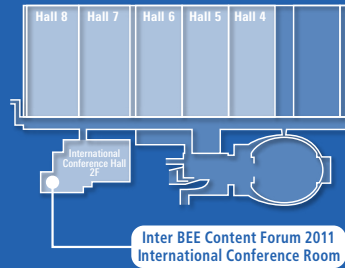 Hall 8
Hall 7
Hall 6
Hall 5
Hall 4
International
Conference Hall
2F
Inter BEE Content Forum 2011
International Conference Room